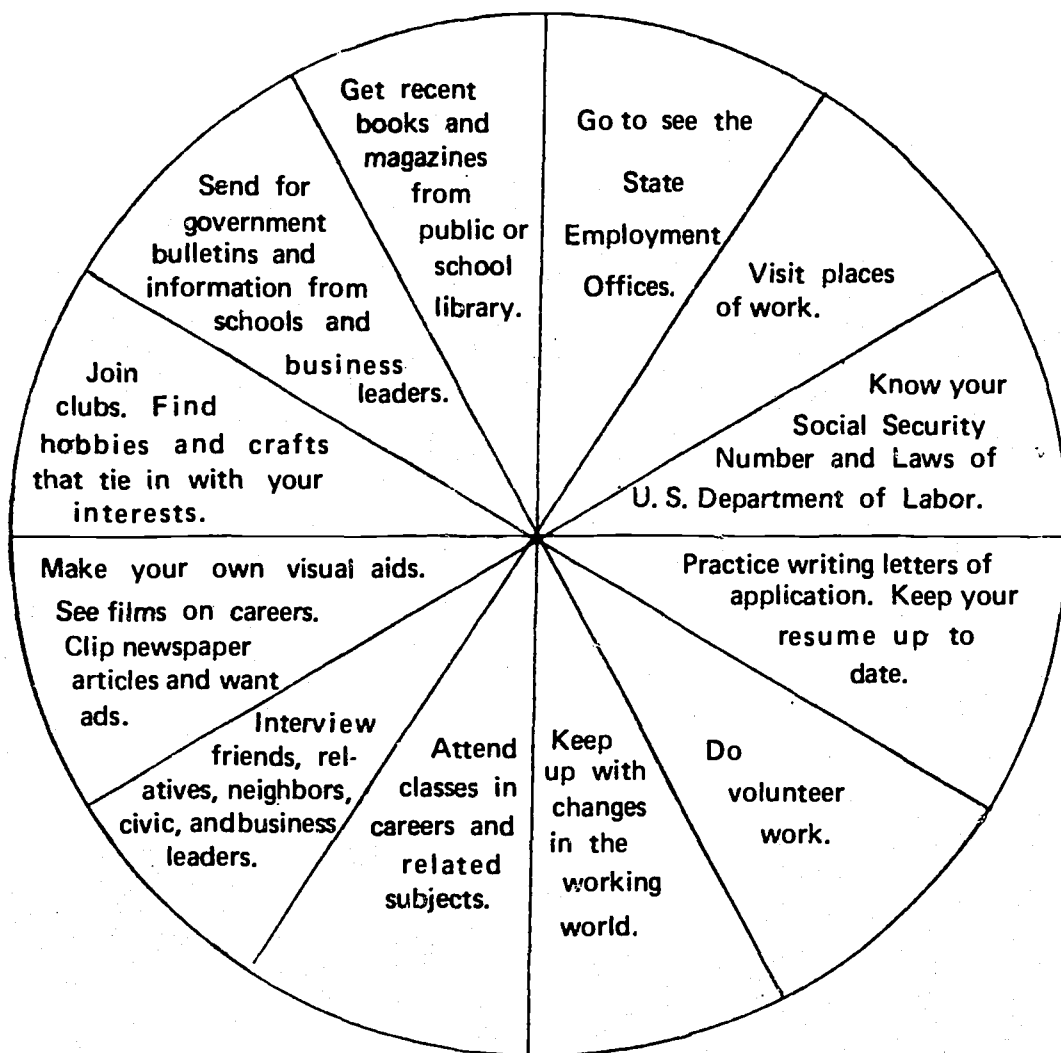 Get recent
books and
magazines
from
public or
school
library.
Go to see the
State
Employment
Offices.
Visit places
of work.
Know your
Social Security
Number and Laws of
U. S. Department of Labor.
Practice writing letters of
application. Keep your
resume up to
date.
Do
volunteer
work.
Keep
up with
changes
in the
working
world.
Attend
classes in
careers and
related
subjects.
Interview
friends, rel-
atives, neighbors,
civic, and business
leaders.
Make your own visual aids.
See films on careers.
Clip newspaper
articles and want
ads.
Join
clubs. Find
hobbies and crafts
that tie in with your
interests.
Send for
government
bulletins and
information from
schools and
business
leaders.